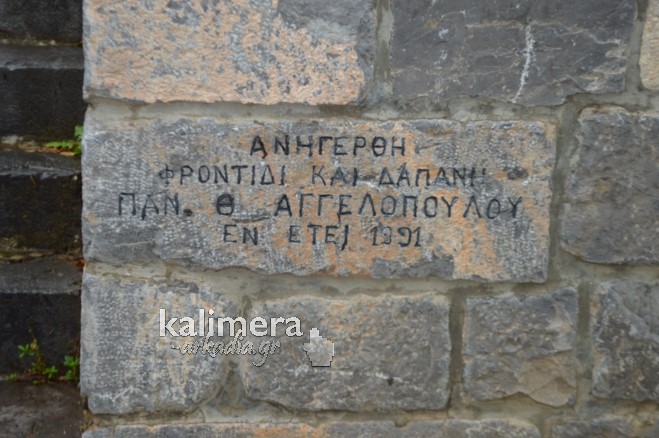 ΑΝΗΓΕΡΘΗ
ΦΡΟΝΤΙΔΙ ΚΑΙ ΔΑΠΑΝΗ
ΠΑΝ. Θ. ΑΓΓΕΛΟΠΟΥΛΟΥ
ΕΝ ΕΤΕΙ 1991
kalimera
arkadia.gr